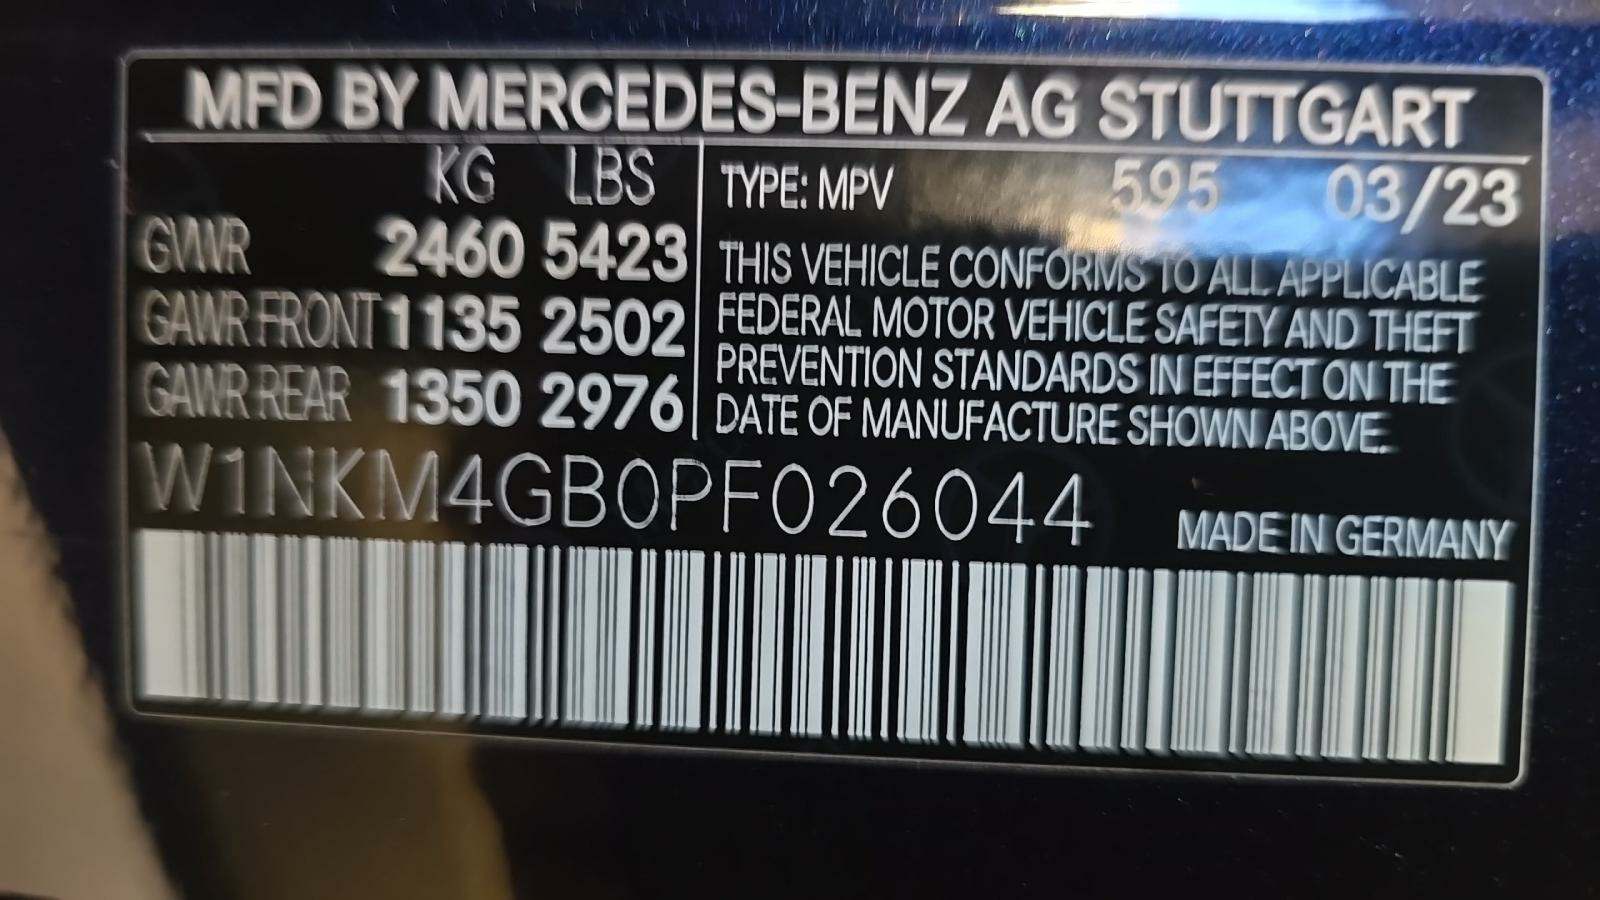 MFD BY MERCEDES-BENZ AG STUTTGART
KG LBS
GVWR 2460 5423
GAWR FRONT 1135 2502
GAWR REAR 1350 2976
TYPE: MPV 595 03/23
THIS VEHICLE CONFORMS TO ALL APPLICABLE
FEDERAL MOTOR VEHICLE SAFETY AND THEFT
PREVENTION STANDARDS IN EFFECT ON THE
DATE OF MANUFACTURE SHOWN ABOVE.
W1NKM4GB0PF026044
MADE IN GERMANY